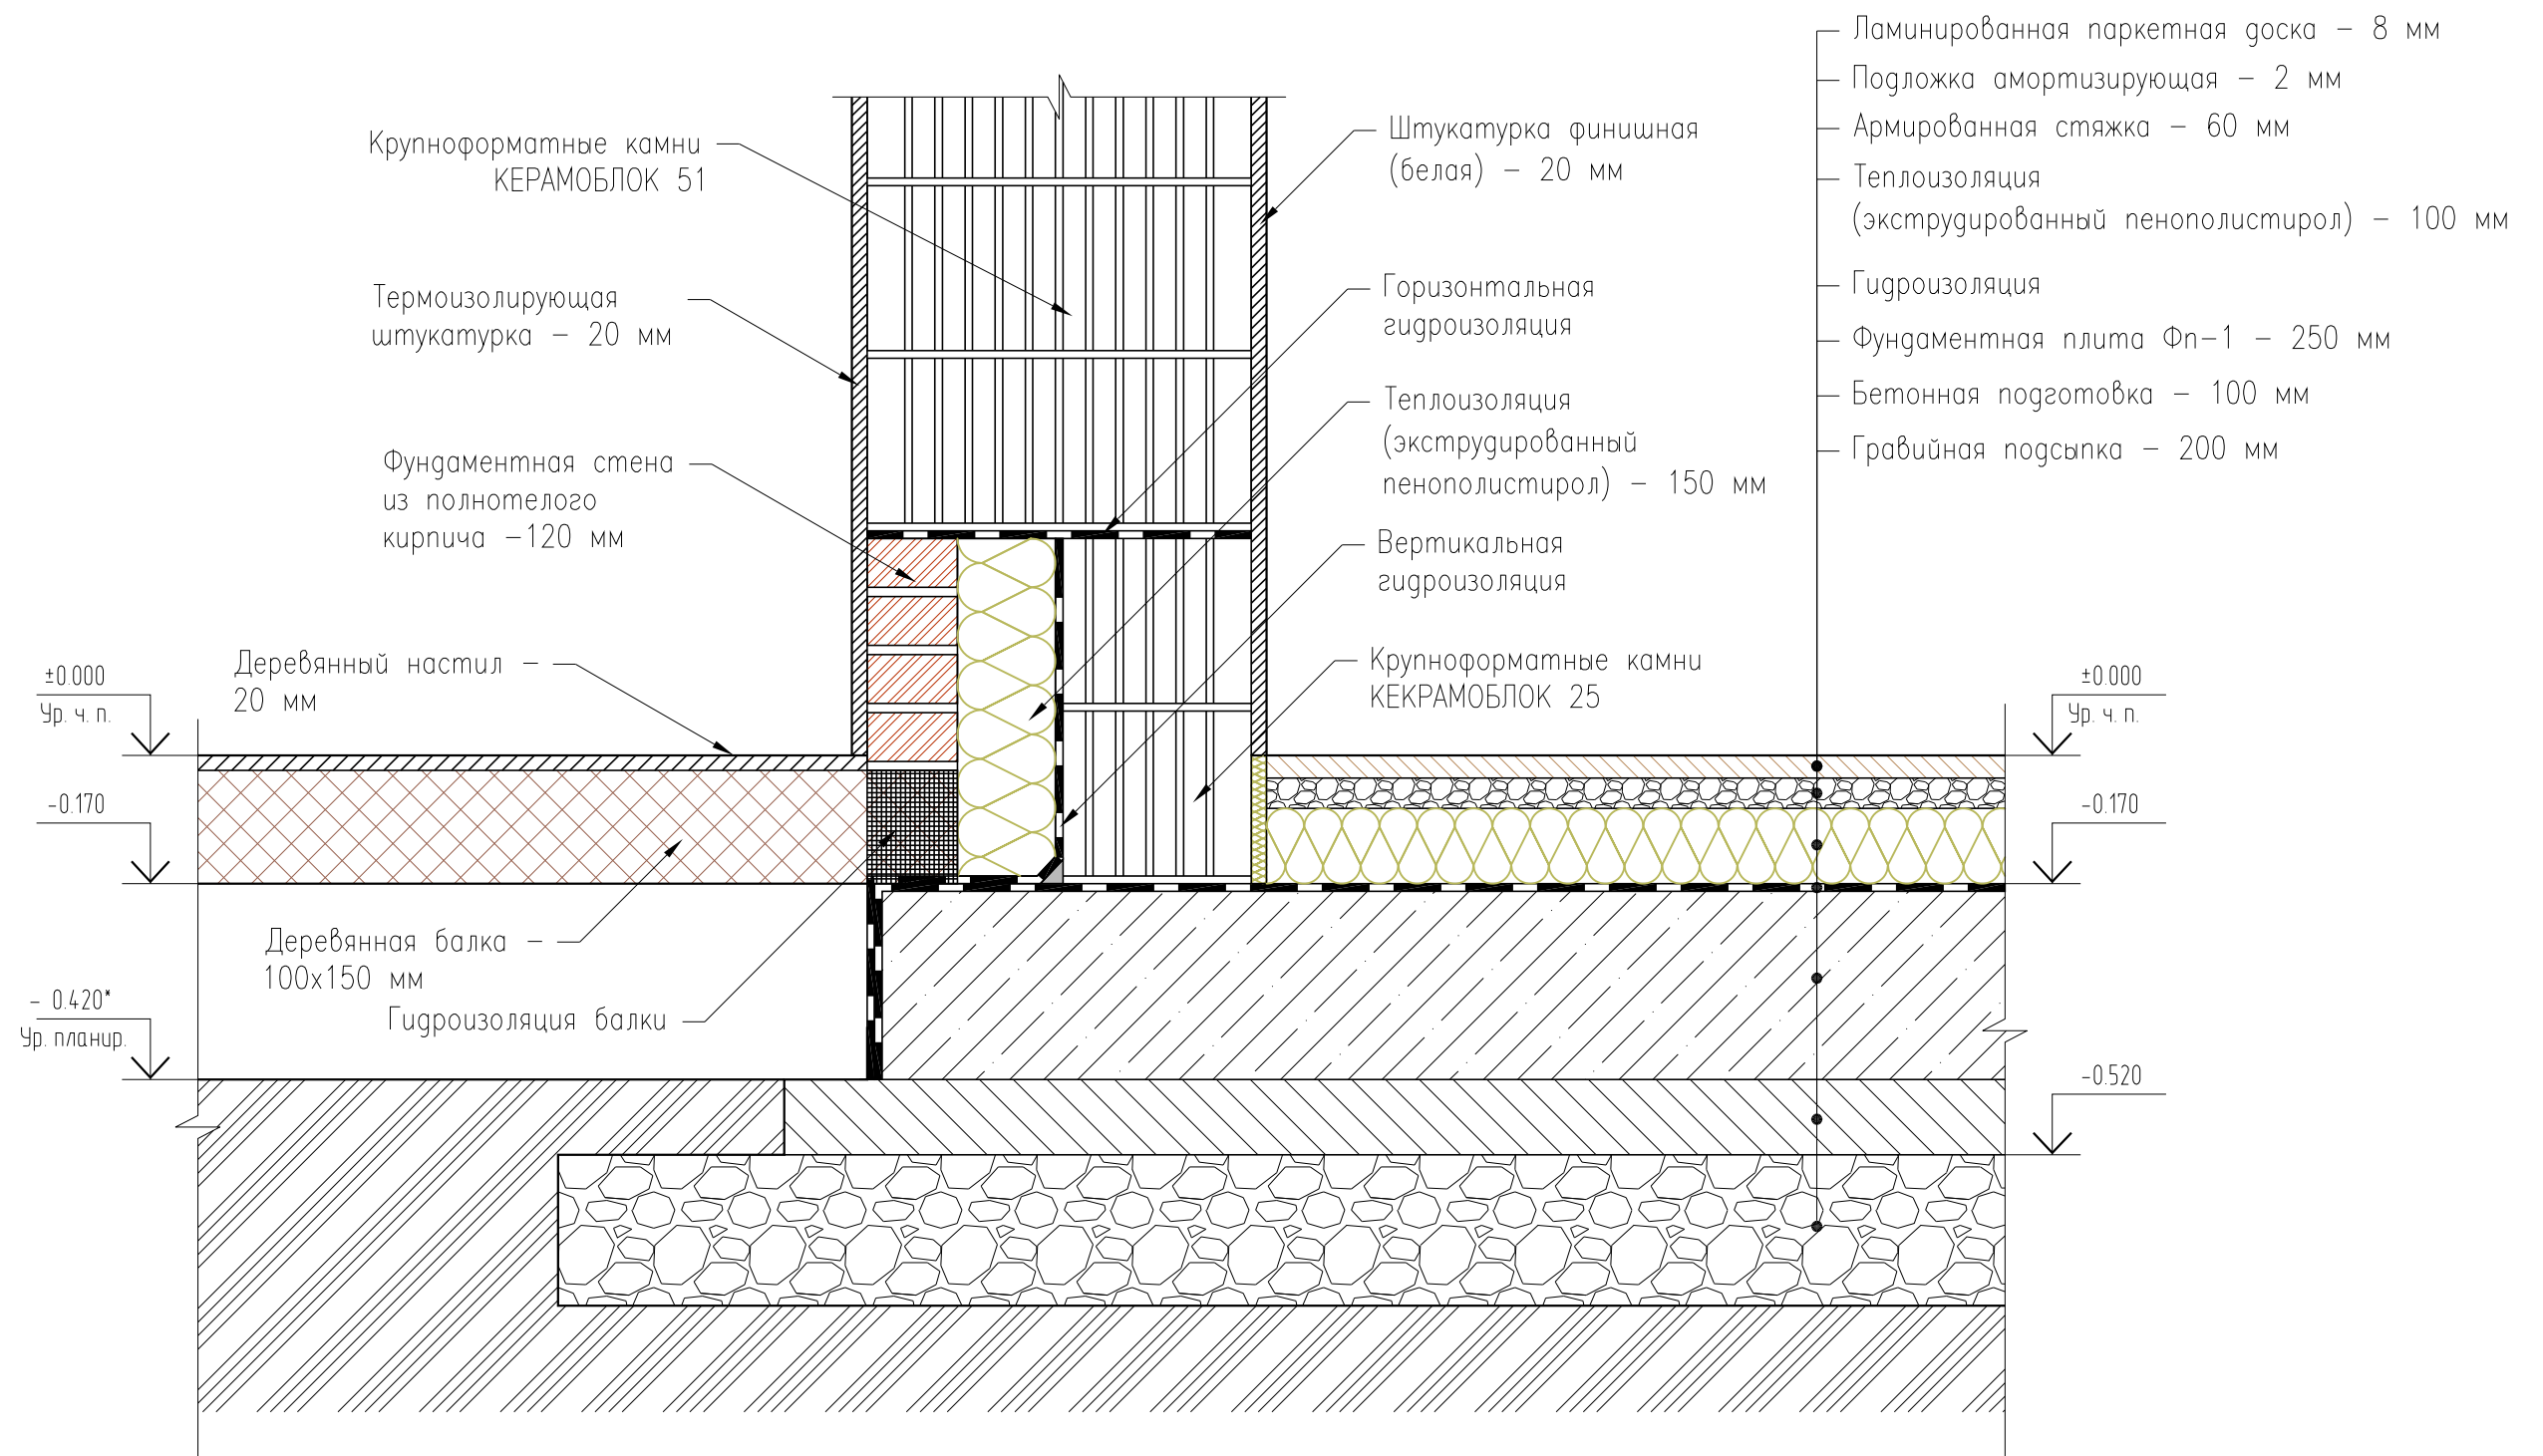 Крупноформатные камни
КЕРАМОБЛОК 51
Термоизолирующая
штукатурка – 20 мм
Фундаментная стена
из полнотелого
кирпича –120 мм
Деревянный настил –
20 мм
±0.000
Ур. ч. п.
-0.170
Деревянная балка –
100х150 мм
Гидроизоляция балки
- 0.420*
Ур. планир.
Штукатурка финишная
(белая) – 20 мм
Горизонтальная
гидроизоляция
Теплоизоляция
(экструдированный
пенополистирол) – 150 мм
Вертикальная
гидроизоляция
Крупноформатные камни
КЕКРАМОБЛОК 25
Ламинированная паркетная доска – 8 мм
Подложка амортизирующая – 2 мм
Армированная стяжка – 60 мм
Теплоизоляция
(экструдированный пенополистирол) – 100 мм
Гидроизоляция
Фундаментная плита Фп-1 – 250 мм
Бетонная подготовка – 100 мм
Гравийная подсыпка – 200 мм
±0.000
Ур. ч. п.
-0.170
-0.520